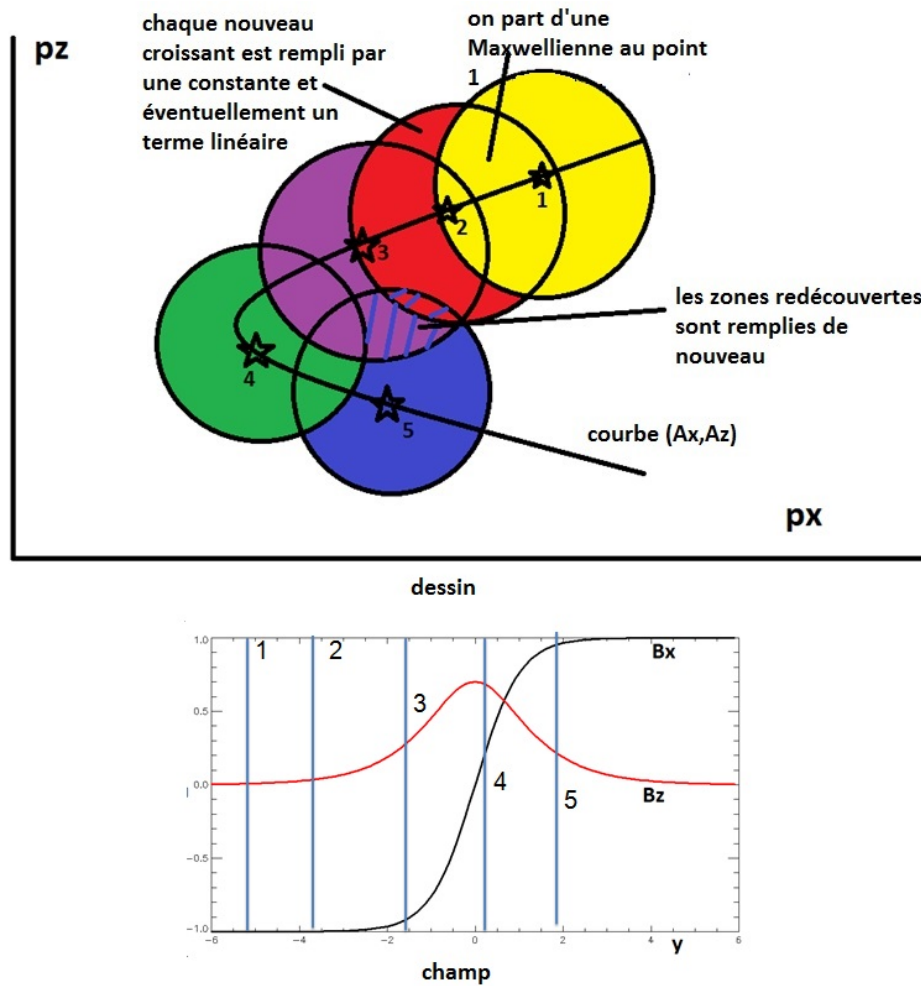 chaque nouveau
croissant est rempli par
une constante et
éventuellement un
terme linéaire
on part d'une
Maxwellienne au point
1
pz
1
2
3
4
5
les zones redécouvertes
sont remplies de
nouveau
courbe (Ax,Az)
px
dessin
1.0
0.5
0.0
-0.5
-1.0
1
2
3
4
5
Bx
Bz
-6
-4
-2
0
2
4
6
y
champ